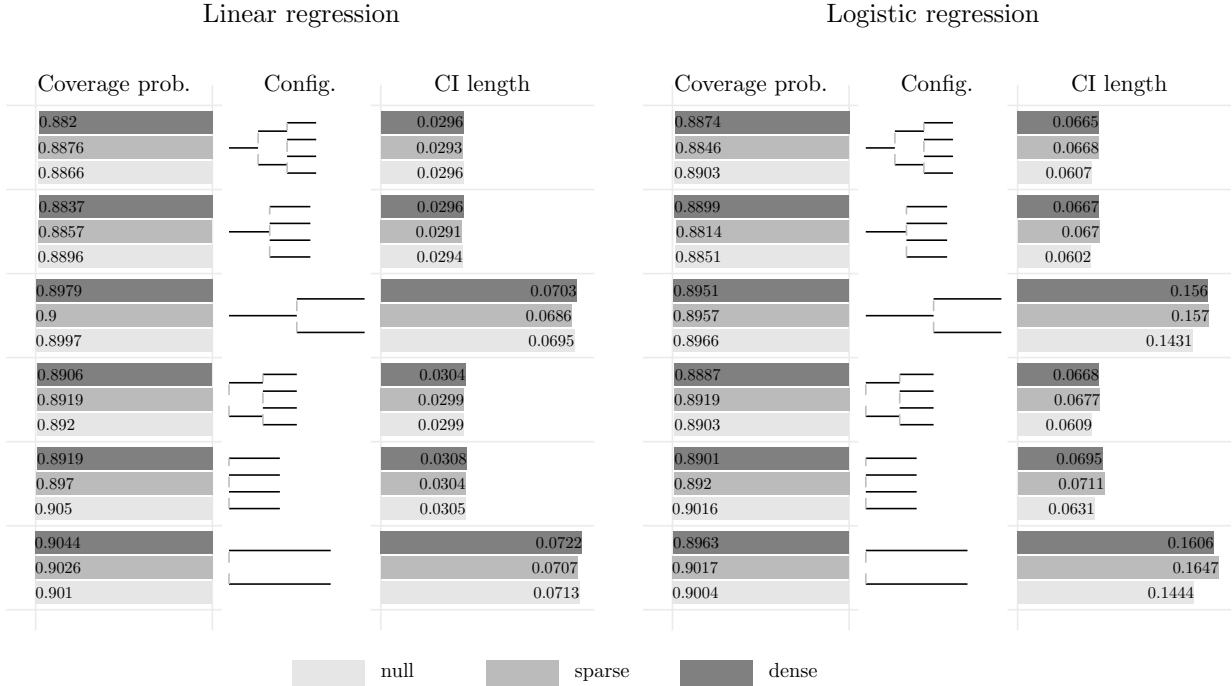 Linear regression Logistic regression
Coverage prob. Config. CI length Coverage prob. Config. CI length
0.882 0.0296 0.8874 0.0665
0.8876 0.0293 0.8846 0.0668
0.8866 0.0296 0.8903 0.0607
0.8837 0.0296 0.8899 0.0667
0.8857 0.0291 0.8814 0.067
0.8896 0.0294 0.8851 0.0602
0.8979 0.0703 0.8951 0.156
0.9 0.0686 0.8957 0.157
0.8997 0.0695 0.8966 0.1431
0.8906 0.0304 0.8887 0.0668
0.8919 0.0299 0.8919 0.0677
0.892 0.0299 0.8903 0.0609
0.8919 0.0308 0.8901 0.0695
0.897 0.0304 0.892 0.0711
0.905 0.0305 0.9016 0.0631
0.9044 0.0722 0.8963 0.1606
0.9026 0.0707 0.9017 0.1647
0.901 0.0713 0.9004 0.1444
null sparse dense